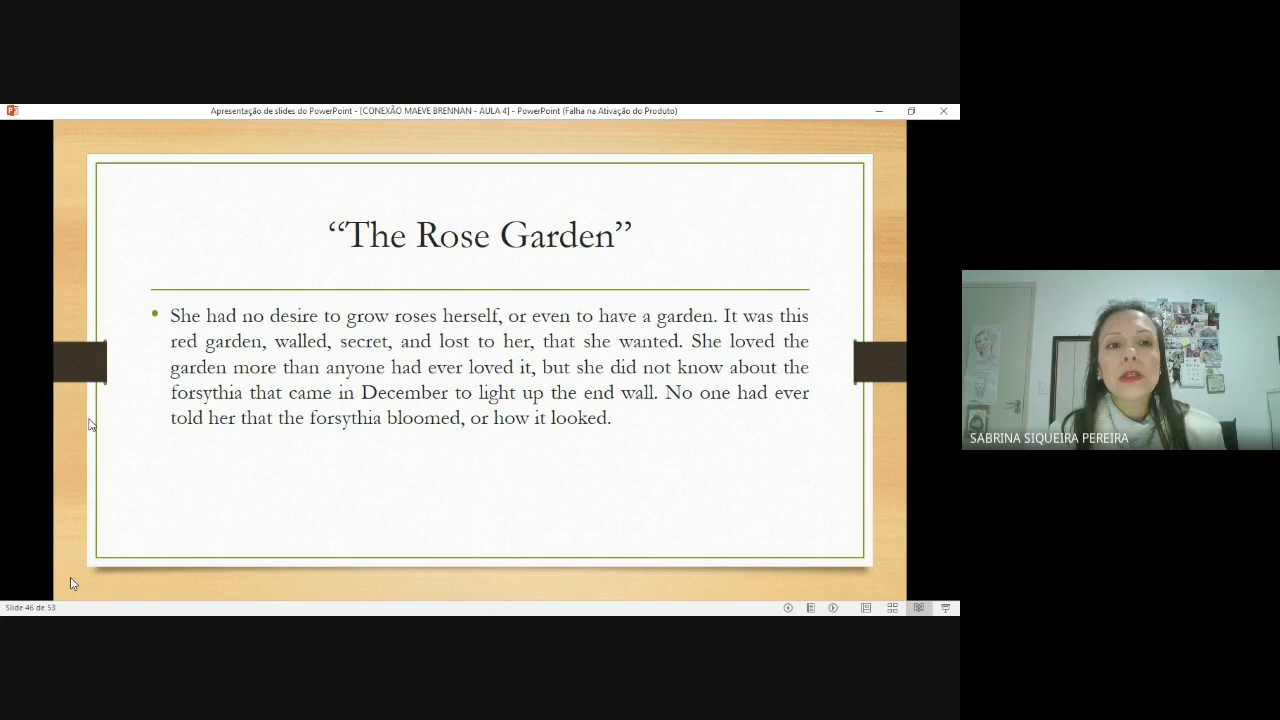 Apresentação de slides do PowerPoint - [CONEXÃO MAEVE BRENNAN - AULA 4] - PowerPoint (Falha na Ativação do Produto)
“The Rose Garden”
• She had no desire to grow roses herself, or even to have a garden. It was this
red garden, walled, secret, and lost to her, that she wanted. She loved the
garden more than anyone had ever loved it, but she did not know about the
forsythia that came in December to light up the end wall. No one had ever
told her that the forsythia bloomed, or how it looked.
SABRINA SIQUEIRA PEREIRA
Slide 46 de 53